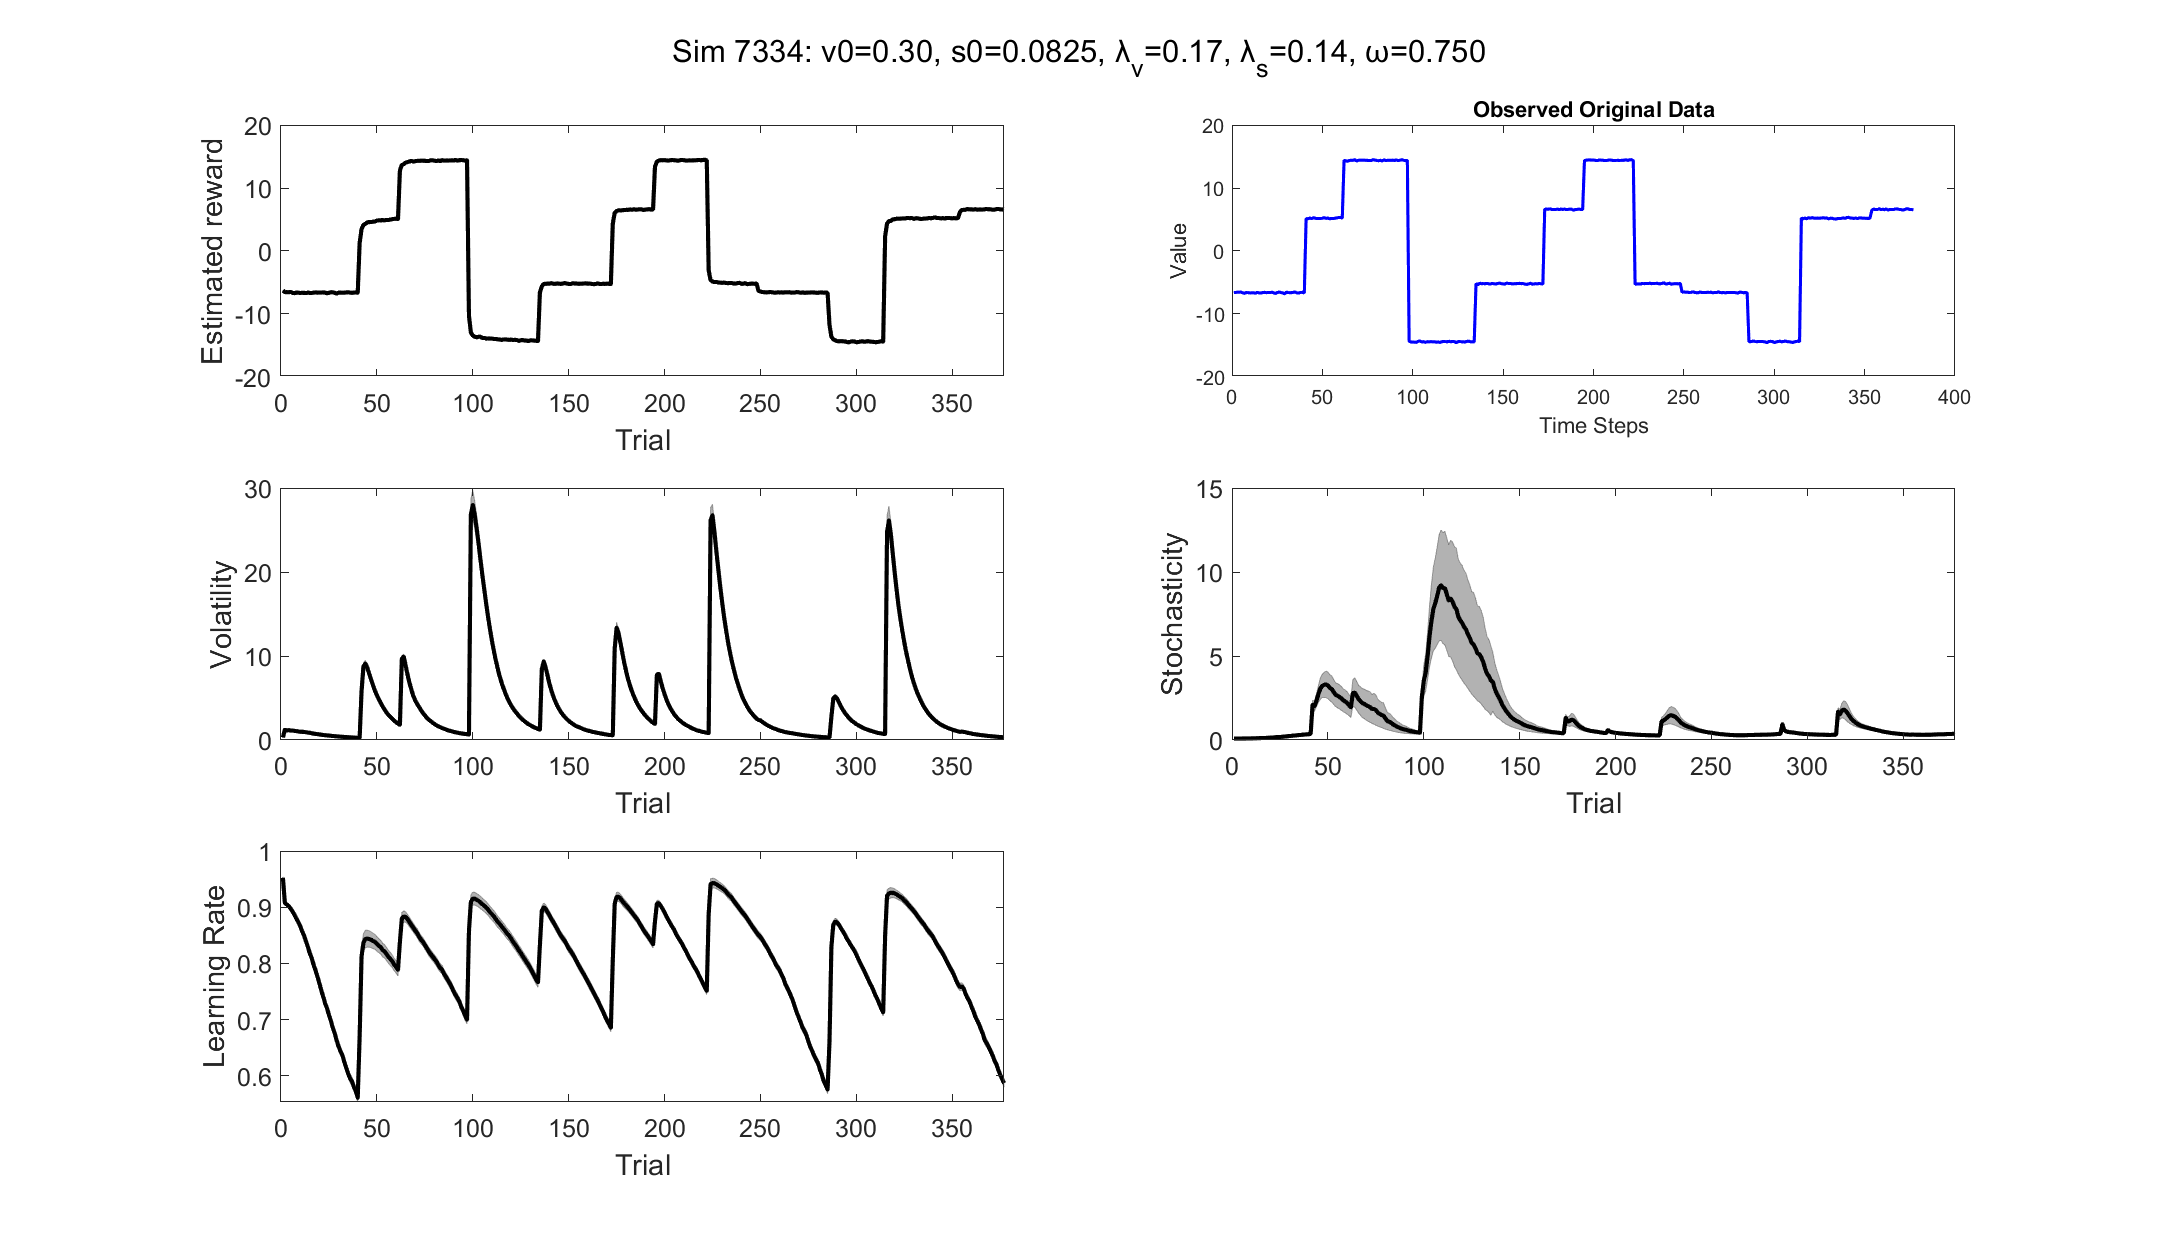 Sim 7334: v0=0.30, s0=0.0825, λ_v=0.17, λ_s=0.14, ω=0.750
Estimated reward
20
10
0
-10
-20
0 50 100 150 200 250 300 350
Trial
Observed Original Data
Value
20
10
0
-10
-20
0 50 100 150 200 250 300 350 400
Time Steps
Volatility
30
20
10
0
0 50 100 150 200 250 300 350
Trial
Stochasticity
15
10
5
0
0 50 100 150 200 250 300 350
Trial
Learning Rate
1
0.9
0.8
0.7
0.6
0 50 100 150 200 250 300 350
Trial